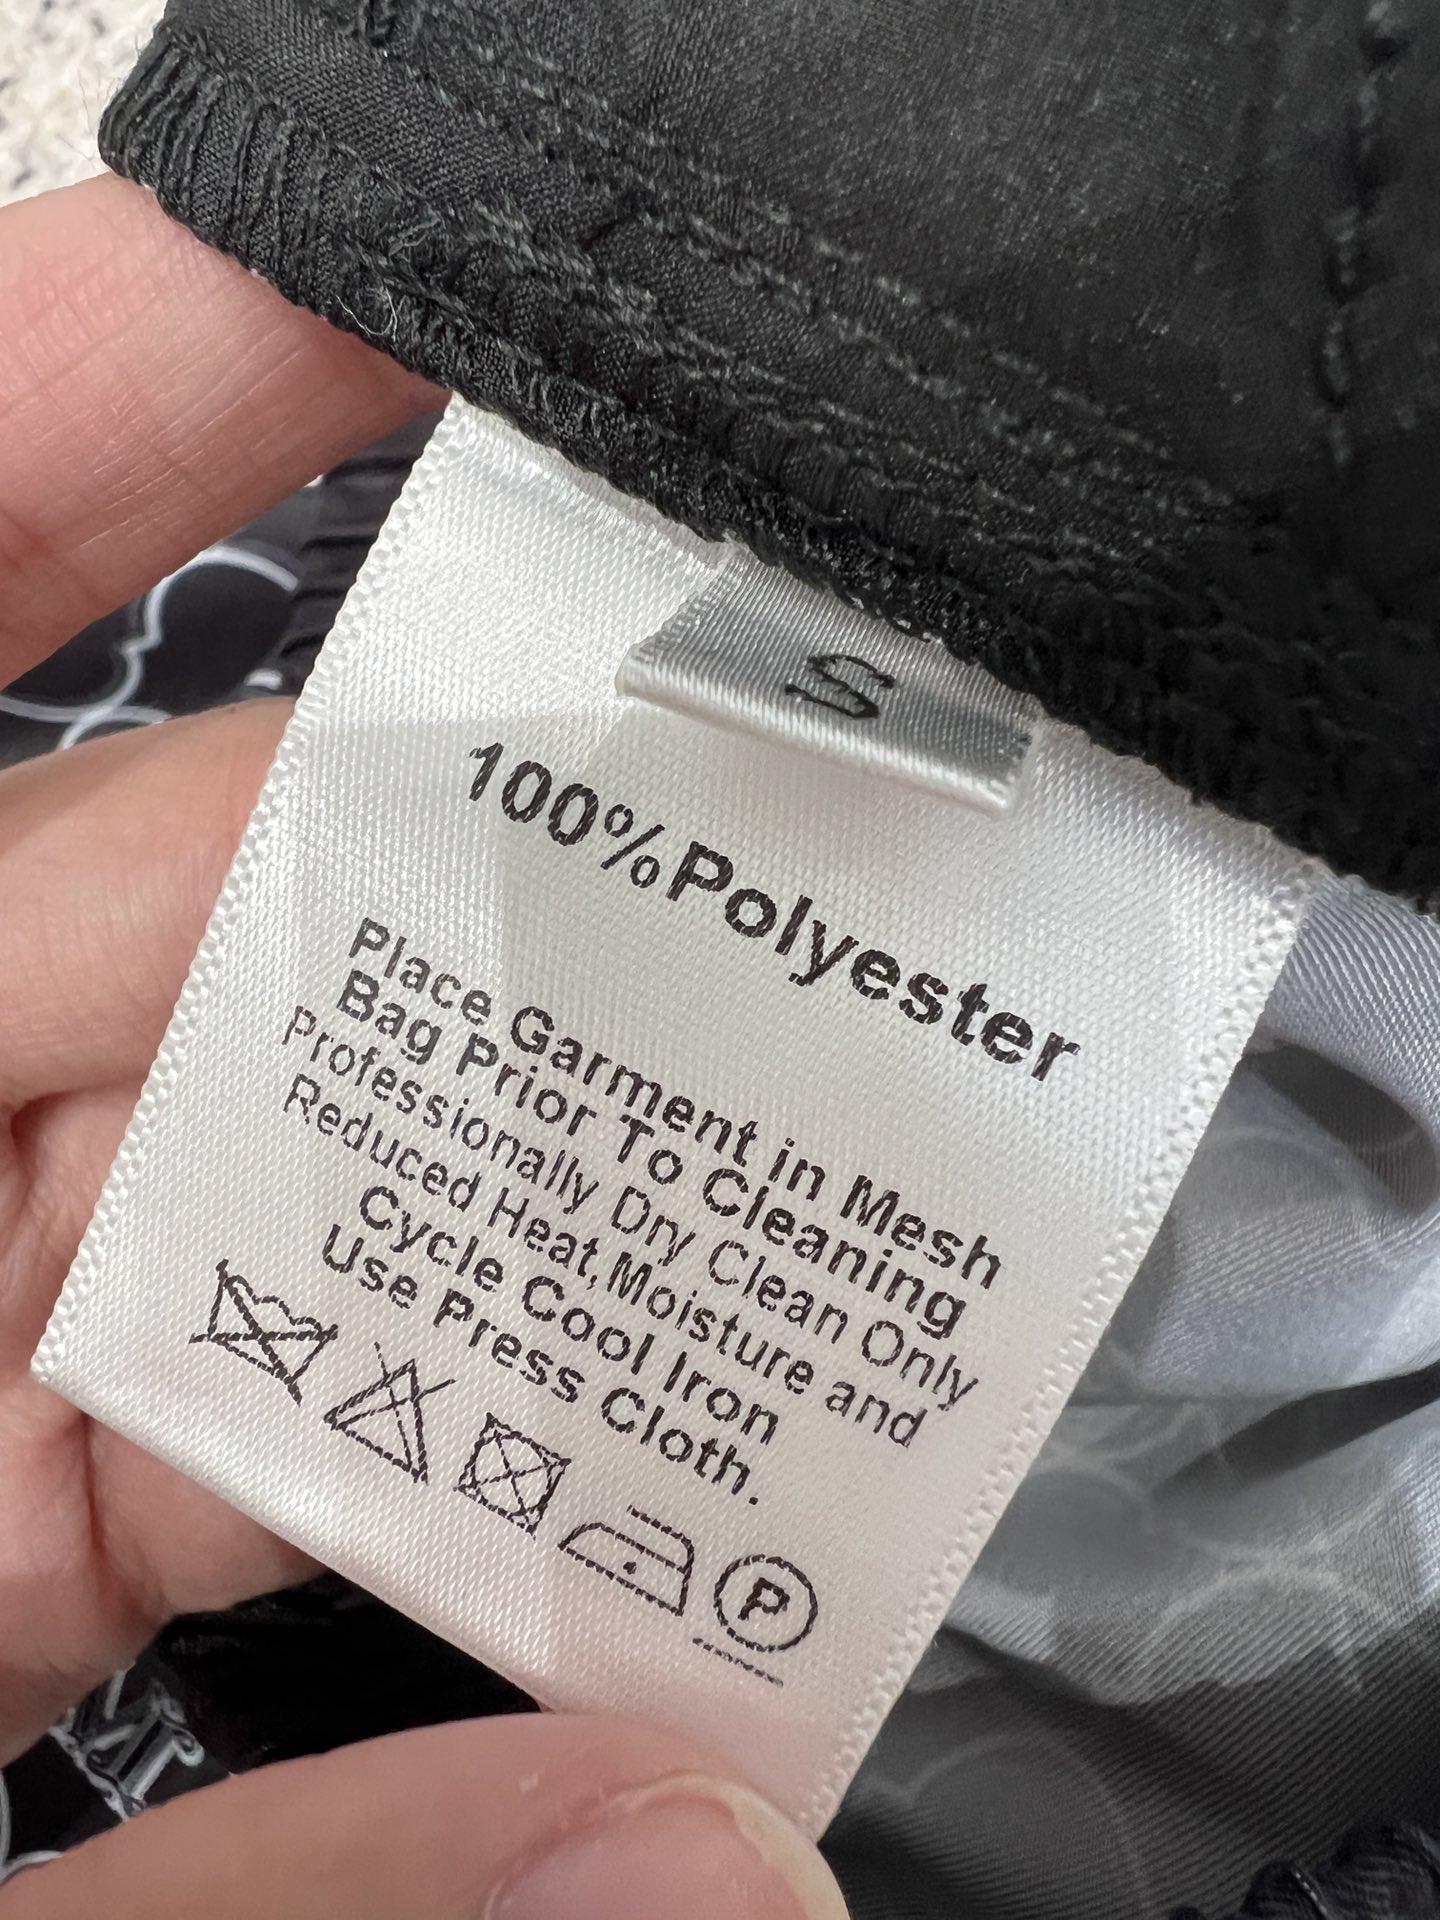 S
100%Polyester
Place Garment in Mesh
Bag Prior To Cleaning
Professionally Dry Clean Only
Reduced Heat,Moisture and
Cycle Cool Iron
Use Press Cloth.
P
M